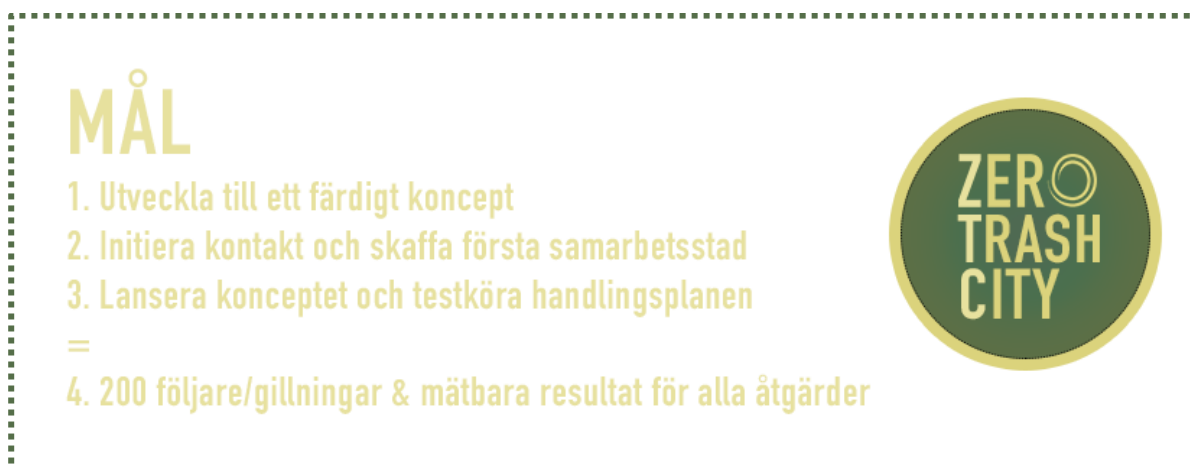 MÅL
1. Utveckla till ett färdigt koncept
2. Initiera kontakt och skaffa första samarbetsstad
3. Lansera konceptet och testköra handlingsplanen
=
4. 200 följare/gillningar & mätbara resultat för alla åtgärder
ZERO
TRASH
CITY